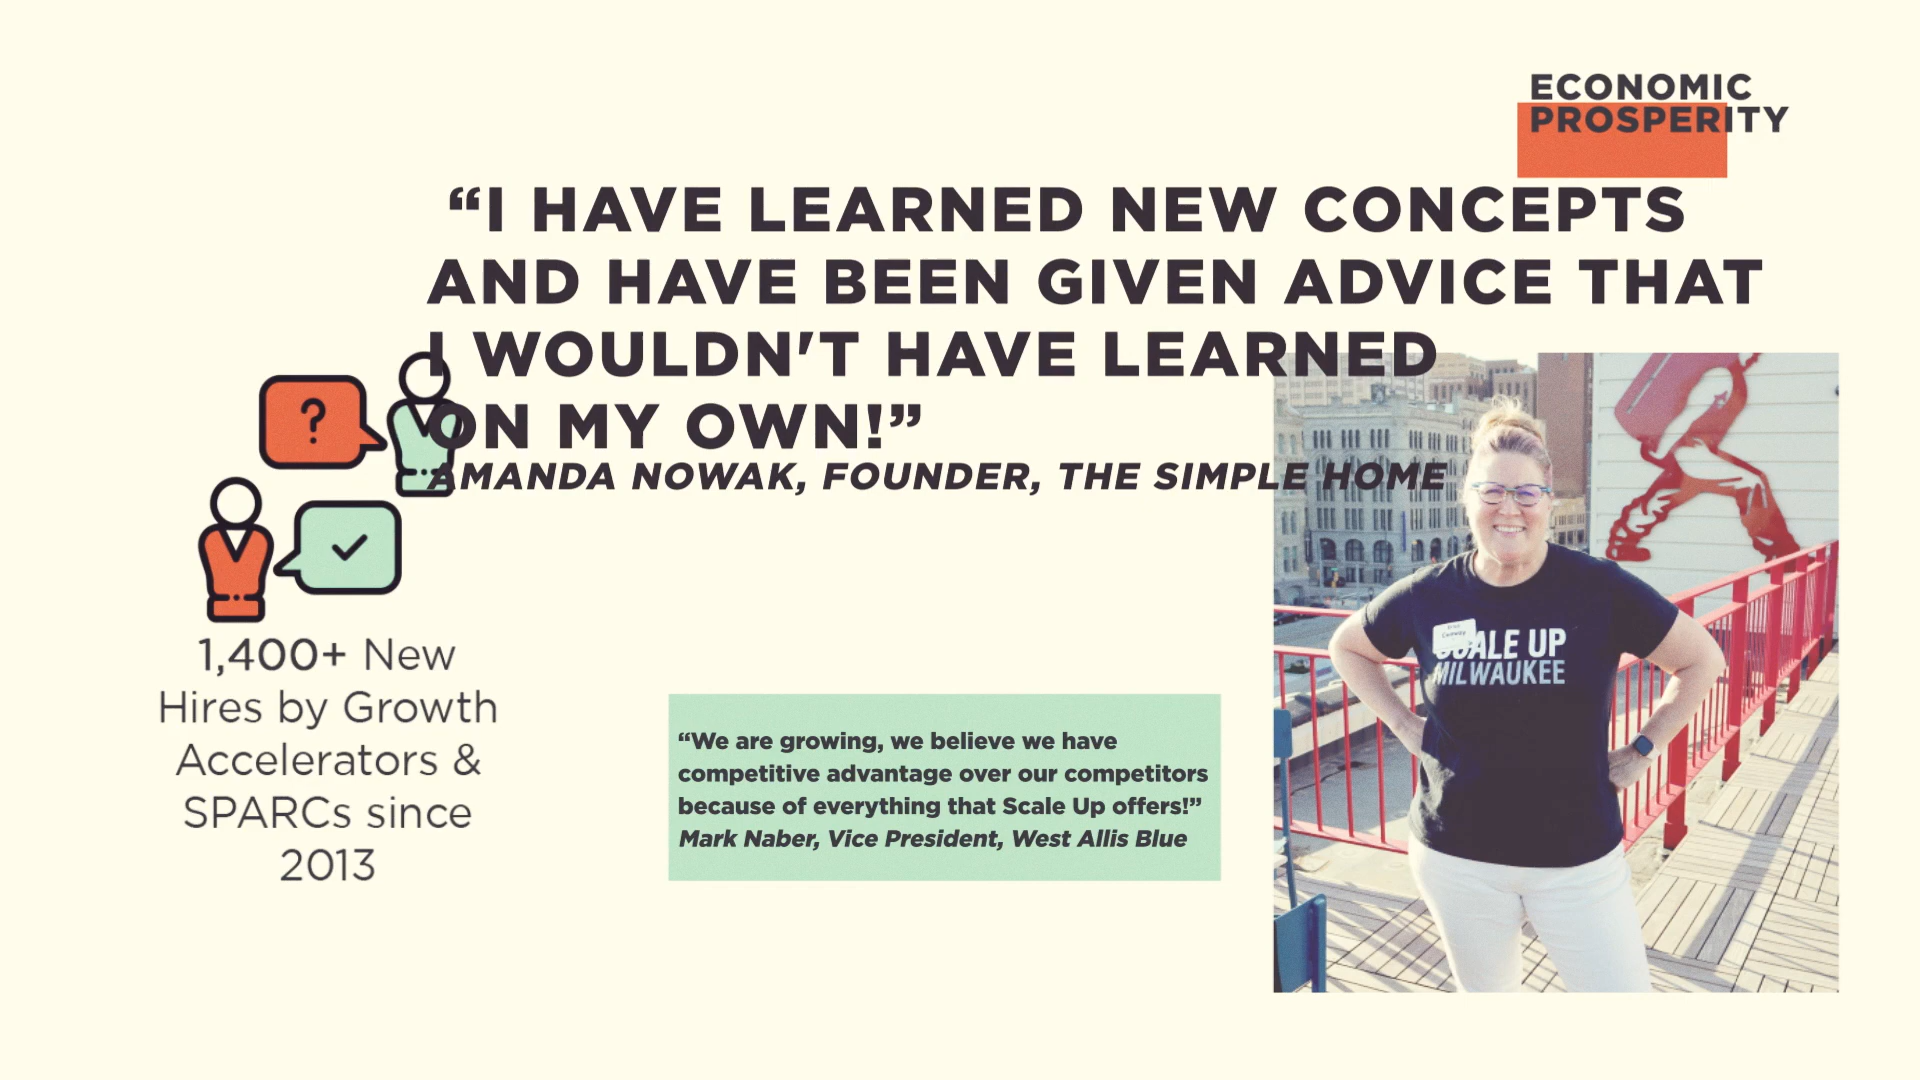 ECONOMIC
PROSPERITY
“I HAVE LEARNED NEW CONCEPTS
AND HAVE BEEN GIVEN ADVICE THAT
I WOULDN'T HAVE LEARNED
ON MY OWN!”
AMANDA NOWAK, FOUNDER, THE SIMPLE HOME
?
1,400+ New
Hires by Growth
Accelerators &
SPARCs since
2013
“We are growing, we believe we have
competitive advantage over our competitors
because of everything that Scale Up offers!”
Mark Naber, Vice President, West Allis Blue
SCALE UP
MILWAUKEE